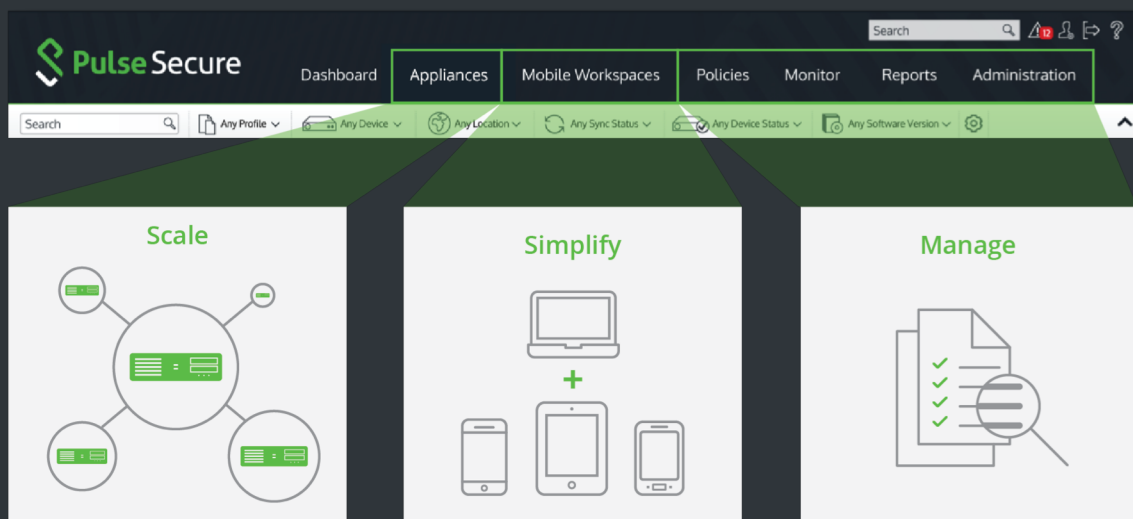 Search
12
Pulse Secure
Dashboard Appliances Mobile Workspaces Policies Monitor Reports Administration
Search Any Profile Any Device Any Location Any Sync Status Any Device Status Any Software Version
Scale
Simplify
Manage